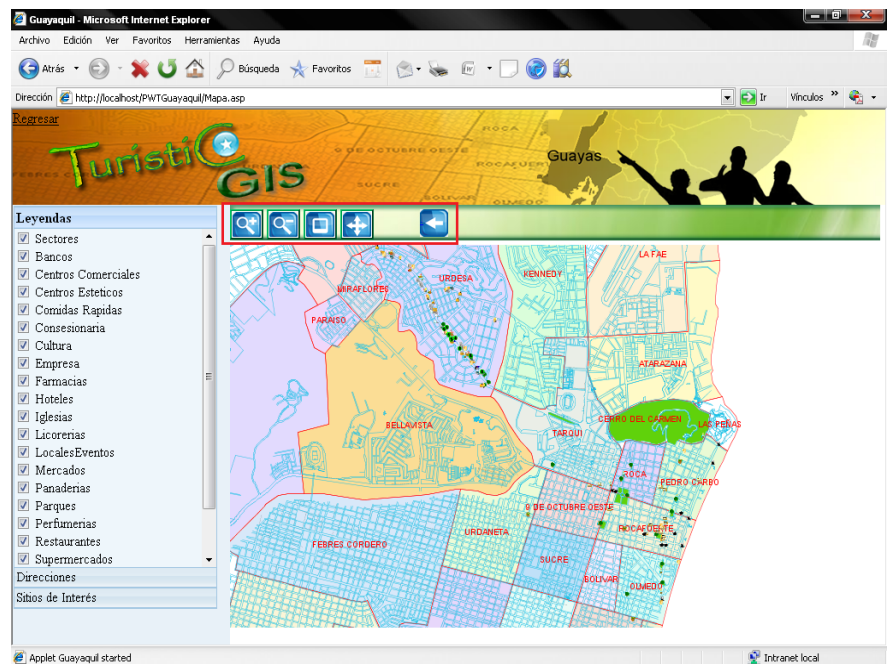 Guayaquil - Microsoft Internet Explorer
Archivo Edición Ver Favoritos Herramientas Ayuda
Atrás Búsqueda Favoritos
Dirección http://localhost/PWTGuayaquil/Mapa.asp Ir Vínculos »
Regresar
TurístiC
GIS
ROCA
9 DE OCTUBRE OESTE
ROCAFUERTE
SUCRE
BOLIVAR
OLMEDO
Guayas
Leyendas
Sectores
Bancos
Centros Comerciales
Centros Esteticos
Comidas Rapidas
Consesionaria
Cultura
Empresa
Farmacias
Hoteles
Iglesias
Licorerias
LocalesEventos
Mercados
Panaderias
Parques
Perfumerias
Restaurantes
Supermercados
Direcciones
Sitios de Interés
LA FAE
URDESA
KENNEDY
MIRAFLORES
PARAISO
ATARAZANA
BELLAVISTA
CERRO DEL CARMEN
LAS PEÑAS
TARQUI
ROCA
PEDRO CARBO
9 DE OCTUBRE OESTE
ROCAFUERTE
URDANETA
FEBRES CORDERO
SUCRE
BOLIVAR
OLMEDO
Applet Guayaquil started
Intranet local